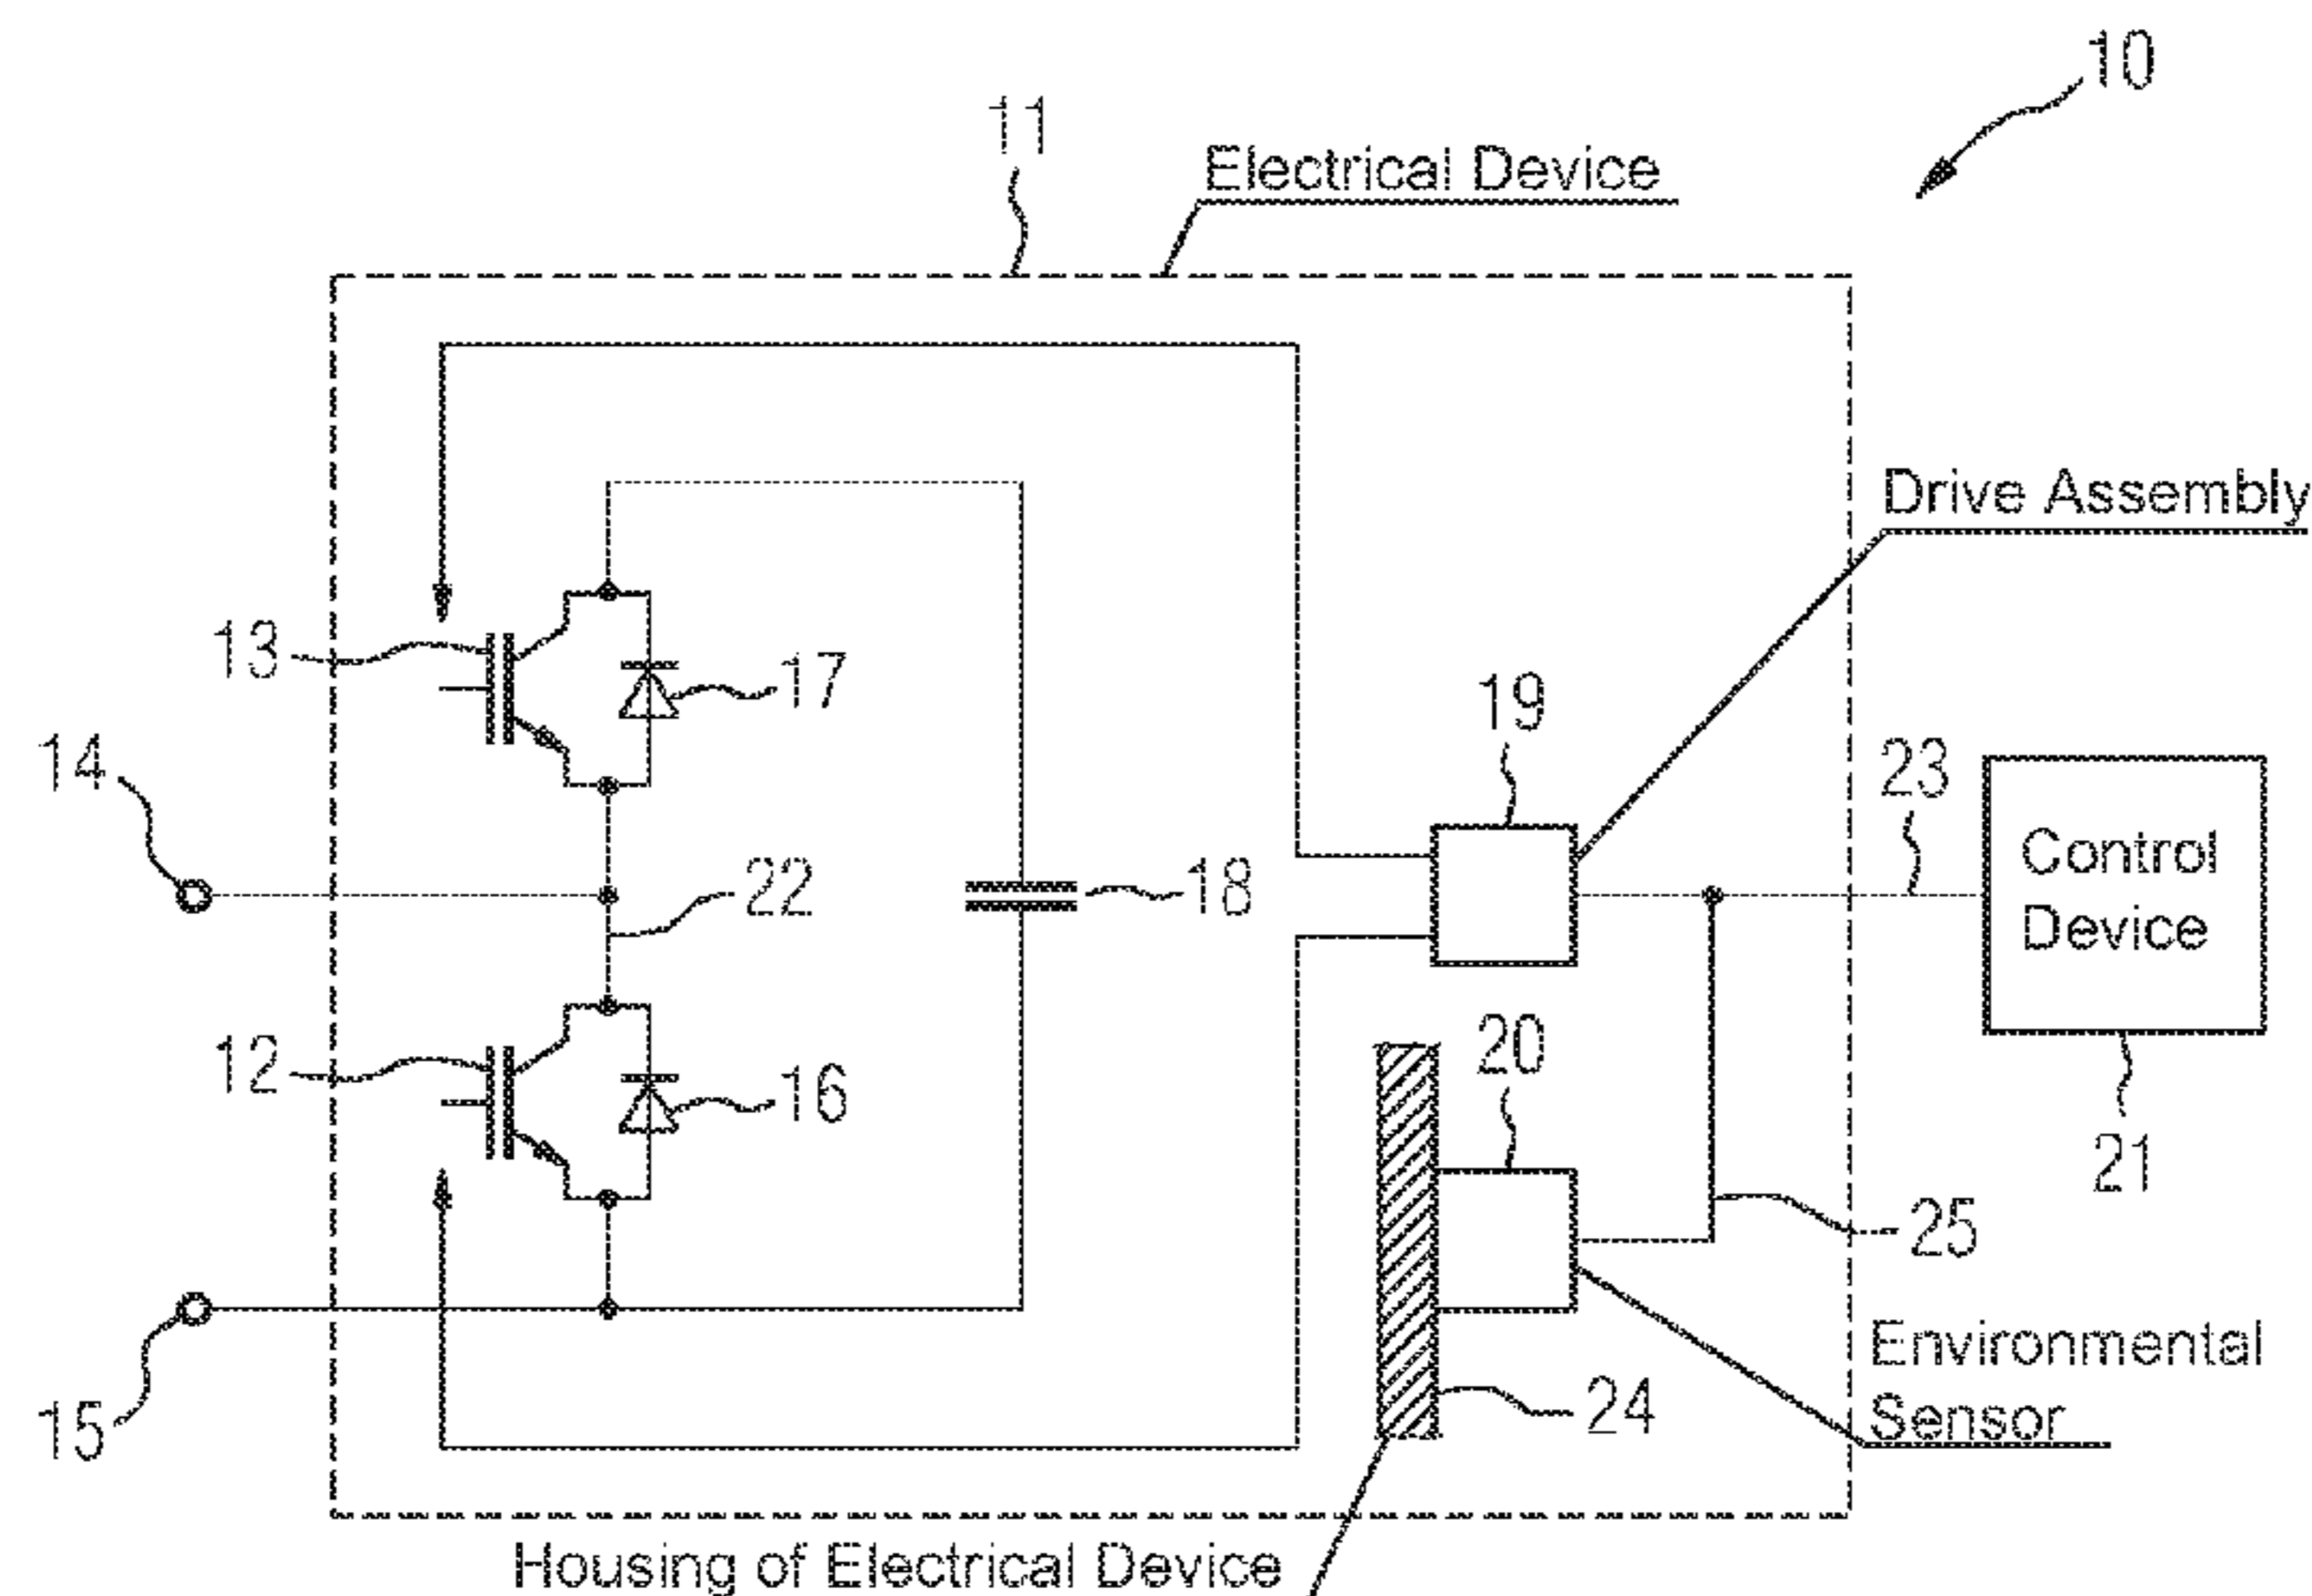 10
11
Electrical Device
Drive Assembly
13
17
19
14
23
Control
Device
22
18
20
12
16
21
25
Environmental
Sensor
24
15
Housing of Electrical Device